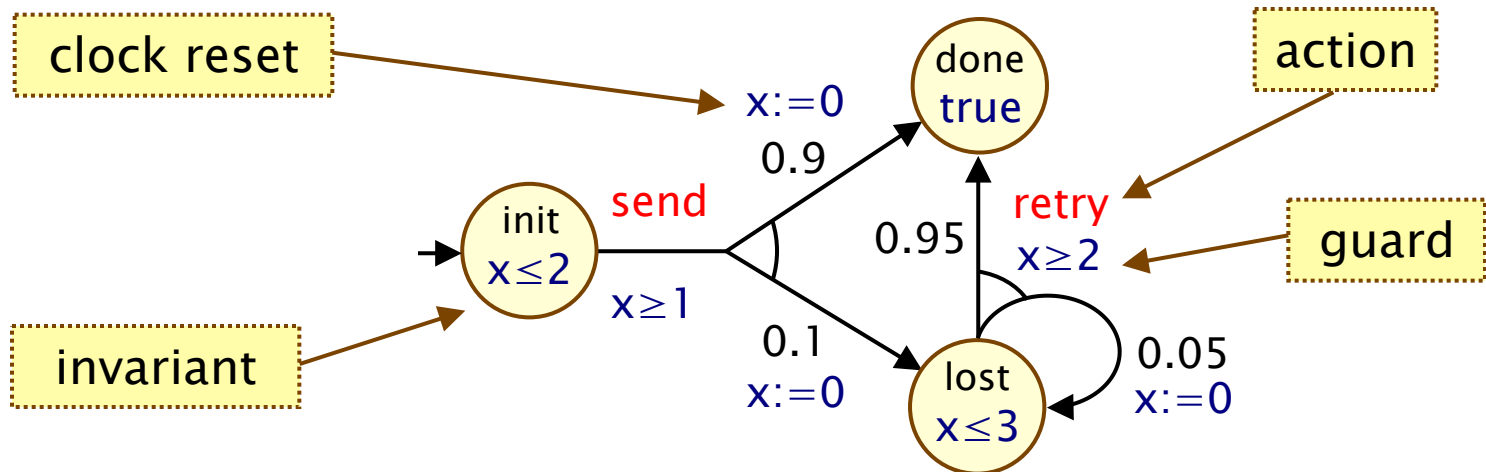 clock reset
x:=0
0.9
done
true
action
send
init
x≤2
x≥1
0.95
retry
x≥2
guard
invariant
0.1
x:=0
lost
x≤3
0.05
x:=0